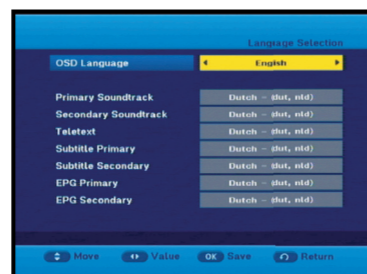 Langrage Selection
OSD Language Engish
Primary Soundtrack Dutch - (dut, nld)
Secondary Soundtrack Dutch - (dut, nld)
Teletext Dutch - (dut, nld)
Subtitle Primary Dutch - (dut, nld)
Subtitle Secondary Dutch - (dut, nld)
EPG Primary Dutch - (dut, nld)
EPG Secondary Dutch - (dut, nld)
Move Value OK Save Return